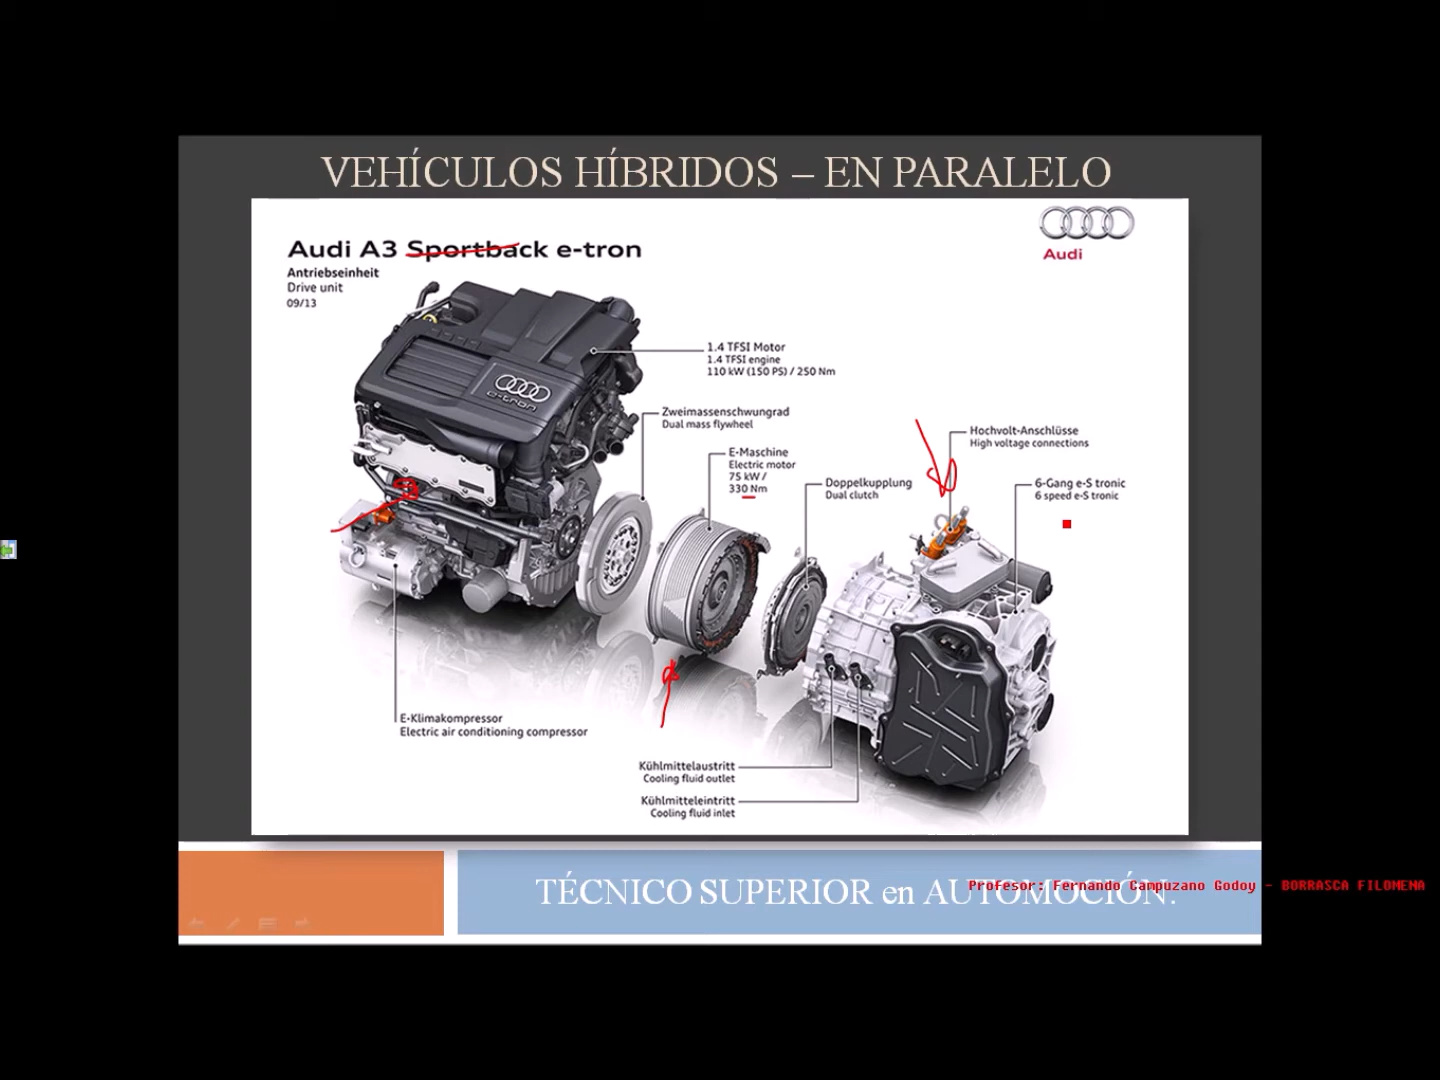 VEHÍCULOS HÍBRIDOS – EN PARALELO
Audi A3 Sportback e-tron
Antriebseinheit
Drive unit
09/13
Audi
1.4 TFSI Motor
1.4 TFSI engine
110 kW (150 PS) / 250 Nm
Zweimassenschwungrad
Dual mass flywheel
E-Maschine
Electric motor
75 kW /
330 Nm
Doppelkupplung
Dual clutch
Hochvolt-Anschlüsse
High voltage connections
6-Gang e-S tronic
6 speed e-S tronic
e-tron
E-Klimakompressor
Electric air conditioning compressor
Kühlmittelaustritt
Cooling fluid outlet
Kühlmitteleintritt
Cooling fluid inlet
TÉCNICO SUPERIOR en AUTOMOCIÓN.
Profesor: Fernando Campuzano Godoy - BORRASCA FILOMENA